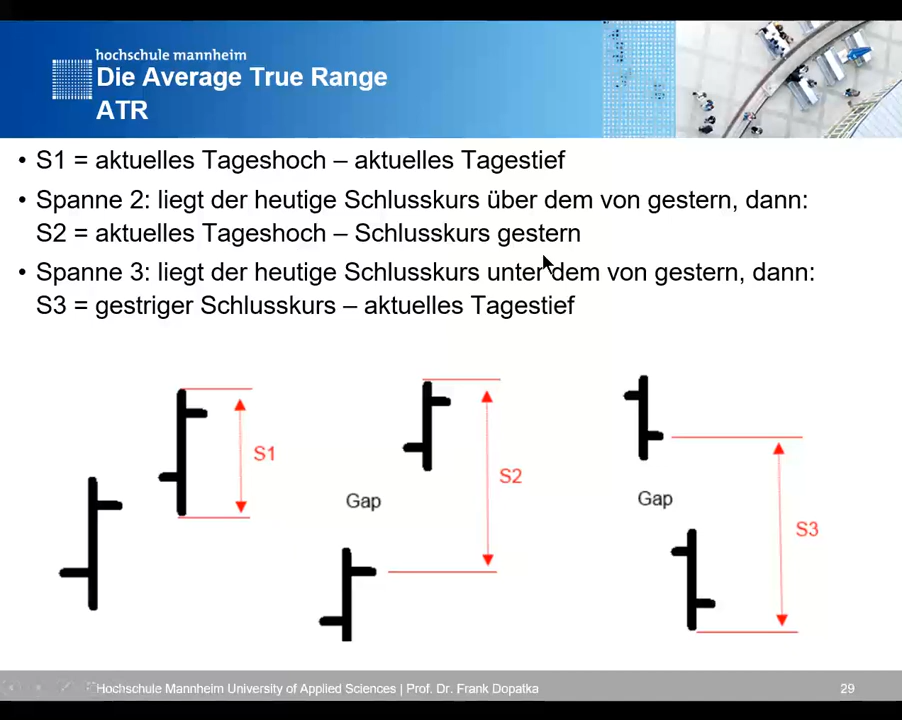 hochschule mannheim
Die Average True Range
ATR
• S1 = aktuelles Tageshoch – aktuelles Tagestief
• Spanne 2: liegt der heutige Schlusskurs über dem von gestern, dann:
S2 = aktuelles Tageshoch – Schlusskurs gestern
• Spanne 3: liegt der heutige Schlusskurs unter dem von gestern, dann:
S3 = gestriger Schlusskurs – aktuelles Tagestief
S1
S2
Gap
Gap
S3
Hochschule Mannheim University of Applied Sciences | Prof. Dr. Frank Dopatka
29